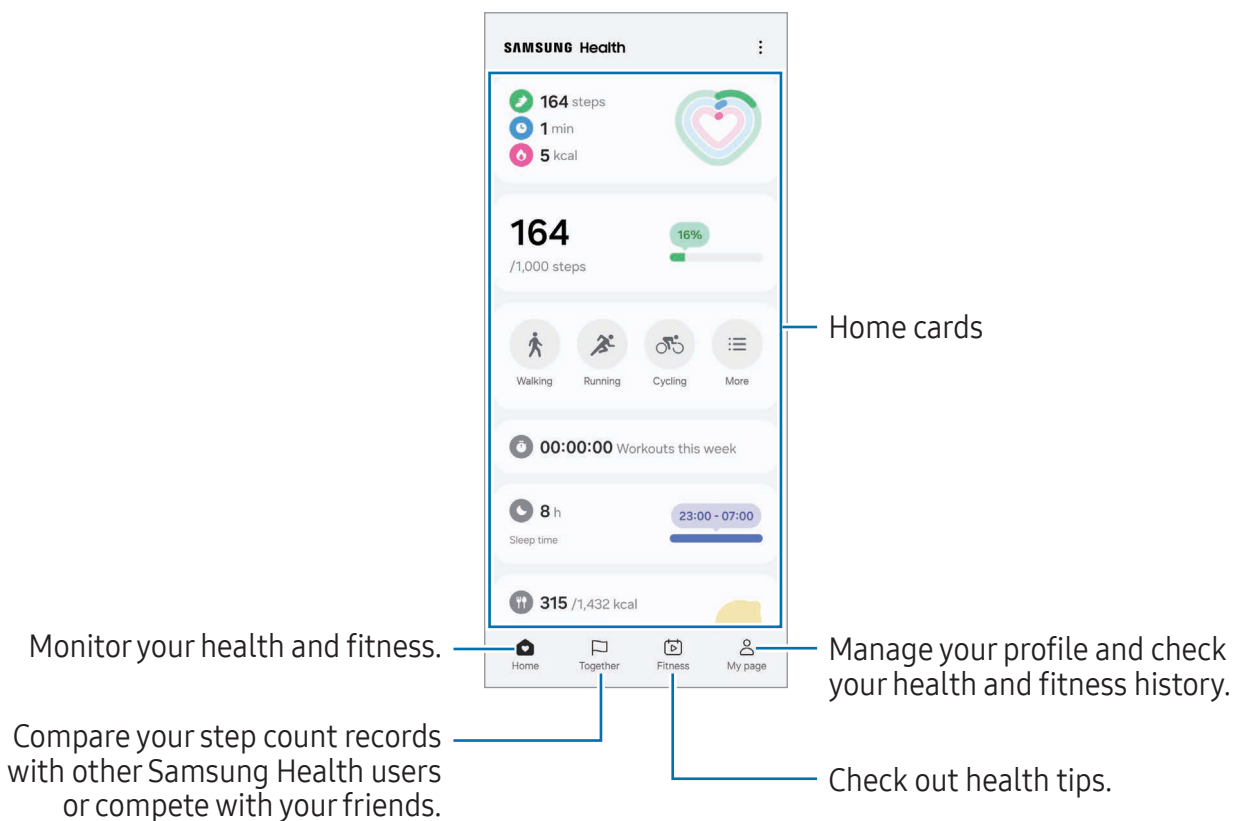 SAMSUNG Health
164 steps
1 min
5 kcal
164
/1,000 steps
16%
Home cards
Walking
Running
Cycling
More
00:00:00 Workouts this week
8 h
Sleep time
23:00 - 07:00
315 /1,432 kcal
Monitor your health and fitness.
Home
Together
Fitness
My page
Manage your profile and check
your health and fitness history.
Compare your step count records
with other Samsung Health users
or compete with your friends.
Check out health tips.